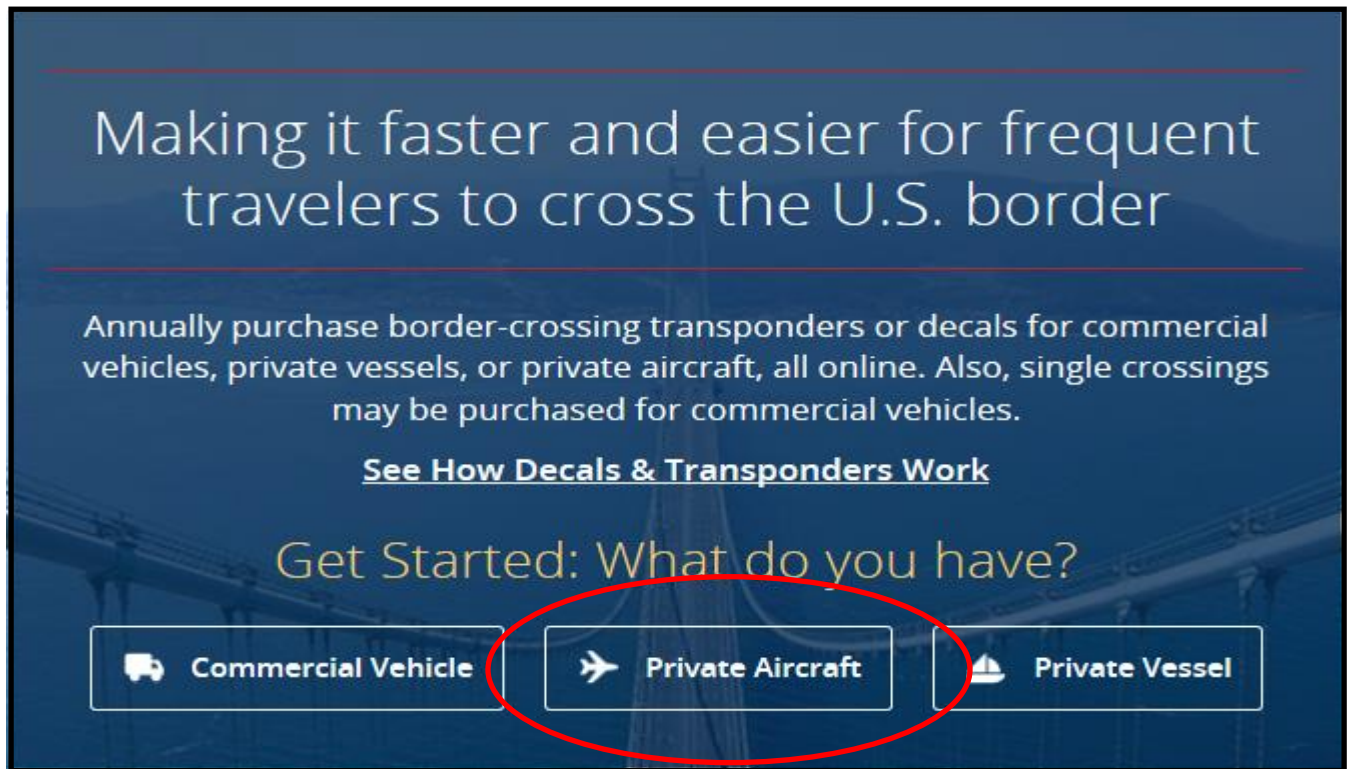 Making it faster and easier for frequent
travelers to cross the U.S. border
Annually purchase border-crossing transponders or decals for commercial
vehicles, private vessels, or private aircraft, all online. Also, single crossings
may be purchased for commercial vehicles.
See How Decals & Transponders Work
Get Started: What do you have?
Commercial Vehicle
Private Aircraft
Private Vessel